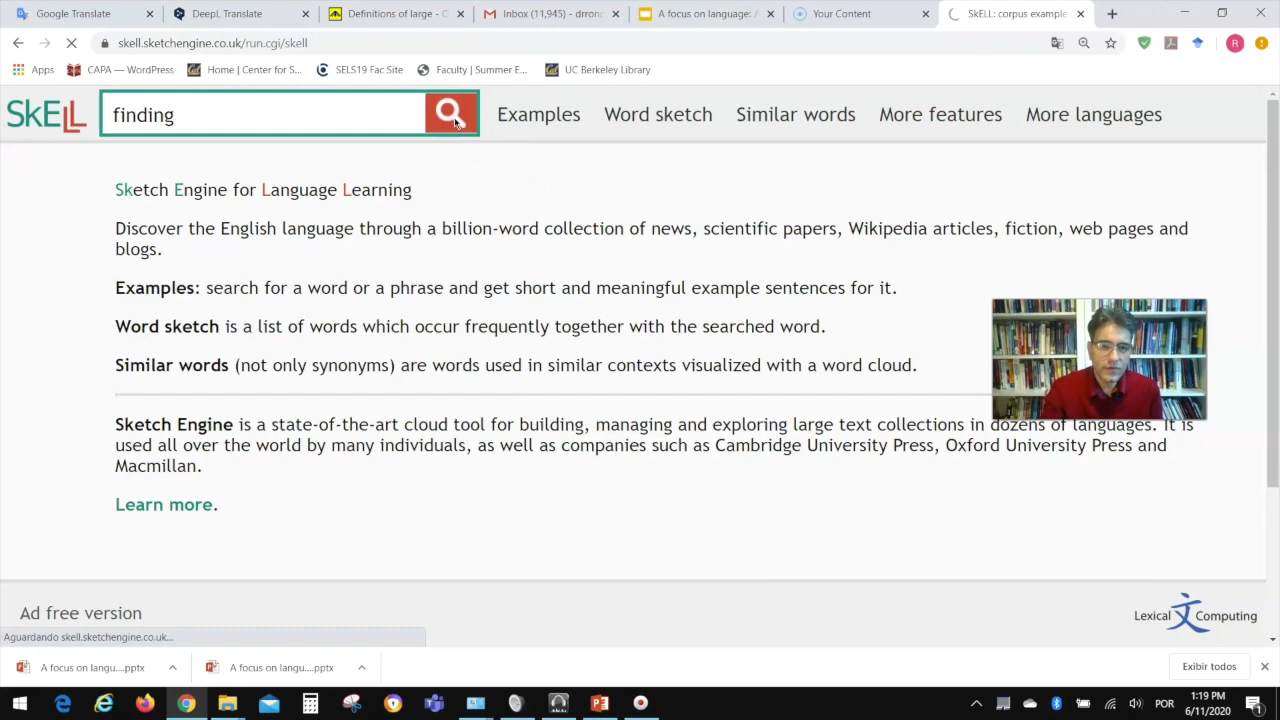 Google Translate
DeepL Translate
Definitions of large - O
Inbox (11,945) - drron
A focus on language: A
Your Content
SkELL: corpus example
skell.sketchengine.co.uk/run.cgi/skell
Apps
CAPA — WordPress
Home | Center for S...
SELS19 Fac Site
Faculty | Summer E...
UC Berkeley Library
SkELL
finding
Examples
Word sketch
Similar words
More features
More languages
Sketch Engine for Language Learning
Discover the English language through a billion-word collection of news, scientific papers, Wikipedia articles, fiction, web pages and
blogs.
Examples: search for a word or a phrase and get short and meaningful example sentences for it.
Word sketch is a list of words which occur frequently together with the searched word.
Similar words (not only synonyms) are words used in similar contexts visualized with a word cloud.
Sketch Engine is a state-of-the-art cloud tool for building, managing and exploring large text collections in dozens of languages. It is
used all over the world by many individuals, as well as companies such as Cambridge University Press, Oxford University Press and
Macmillan.
Learn more.
Ad free version
Lexical 文 Computing
Aguardando skell.sketchengine.co.uk...
A focus on langu....pptx
A focus on langu....pptx
Exibir todos
POR
1:19 PM
6/11/2020